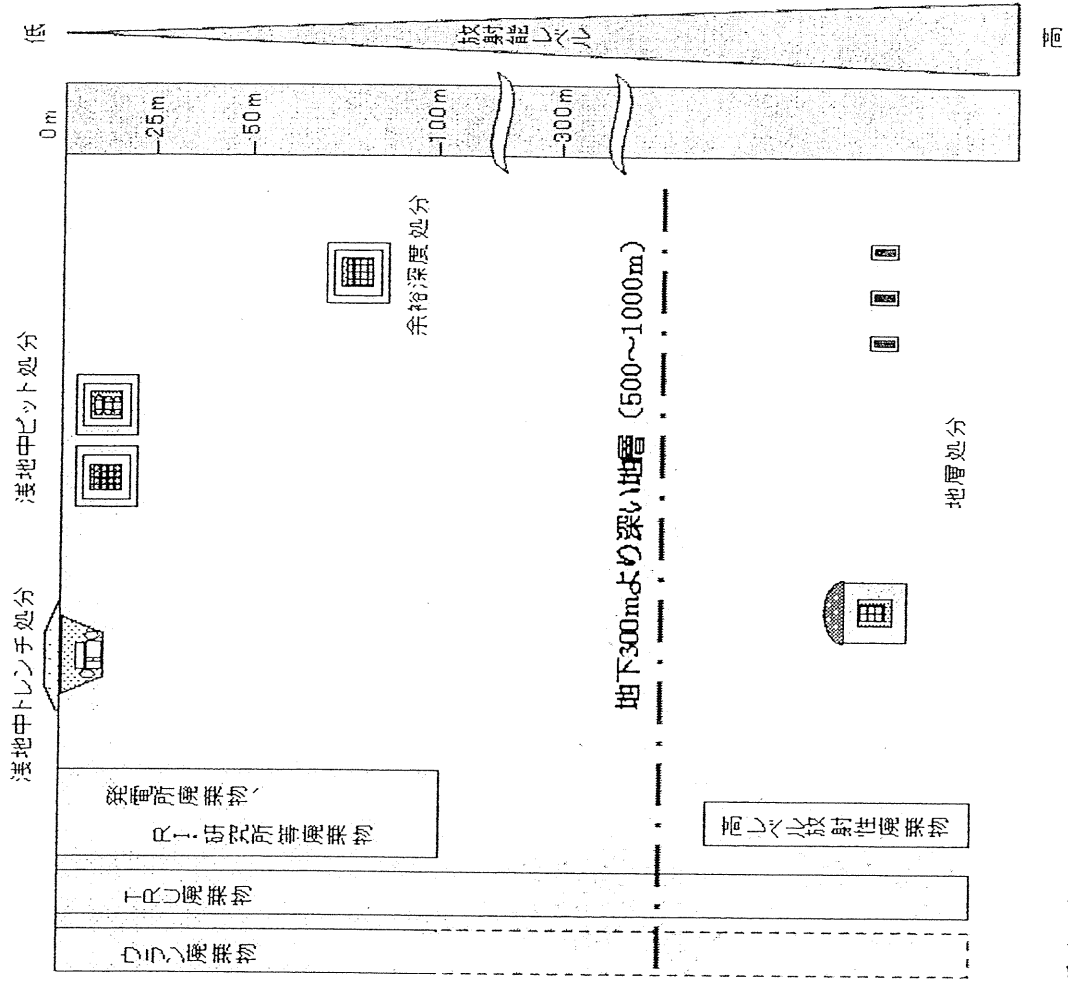 浅地中トレンチ処分
浅地中ピット処分
余裕深度処分
0m
-25m
-50m
-100m
-300m
低
放射能レベル
高
発電所廃棄物、
RI・研究所等廃棄物
TRU廃棄物
ウラン廃棄物
地下300mより深い地層（500〜1000m）
高レベル放射性廃棄物
地層処分